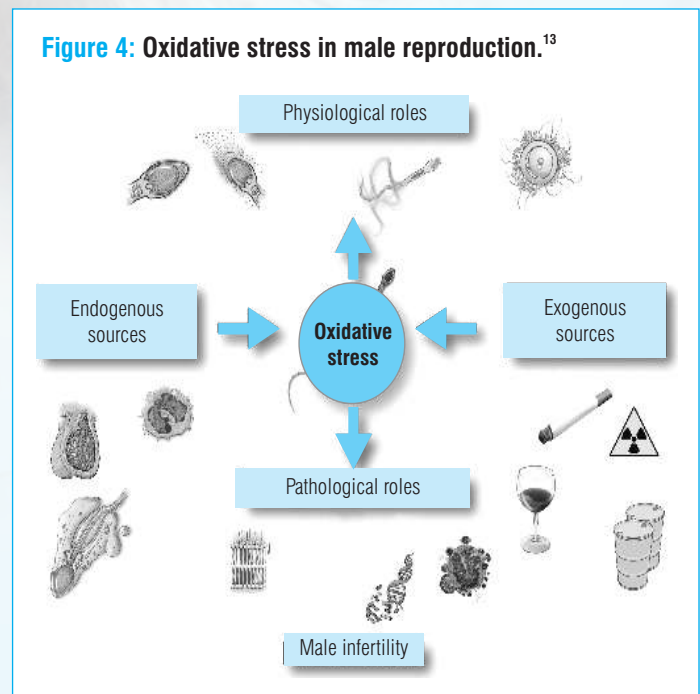 Figure 4: Oxidative stress in male reproduction.13
Physiological roles
Endogenous
sources
Oxidative
stress
Exogenous
sources
Pathological roles
Male infertility